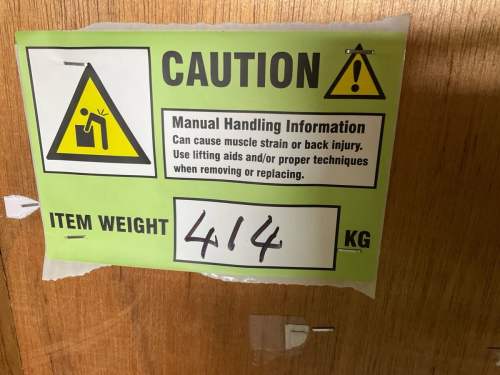 CAUTION
Manual Handling Information
Can cause muscle strain or back injury.
Use lifting aids and/or proper techniques
when removing or replacing.
ITEM WEIGHT 414 KG